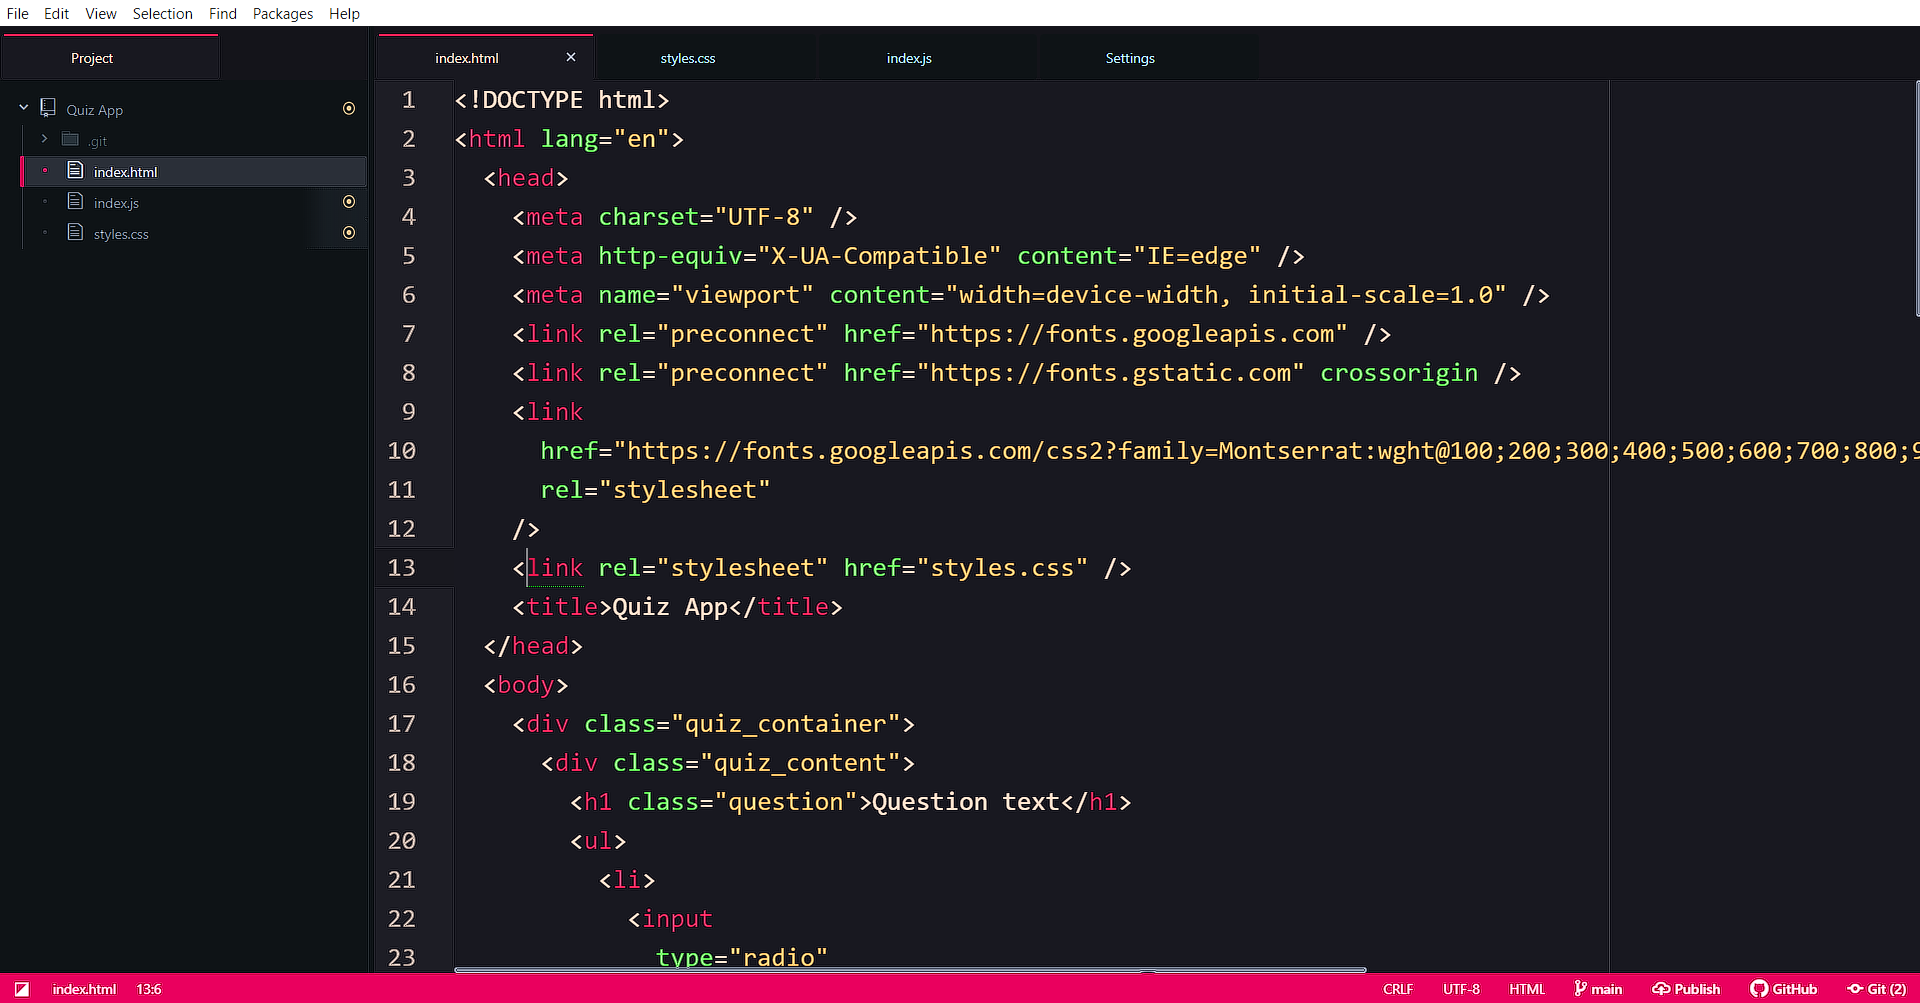 File Edit View Selection Find Packages Help
Project
index.html
styles.css
index.js
Settings
Quiz App
.git
index.html
index.js
styles.css
1 <!DOCTYPE html>
2 <html lang="en">
3 <head>
4 <meta charset="UTF-8" />
5 <meta http-equiv="X-UA-Compatible" content="IE=edge" />
6 <meta name="viewport" content="width=device-width, initial-scale=1.0" />
7 <link rel="preconnect" href="https://fonts.googleapis.com" />
8 <link rel="preconnect" href="https://fonts.gstatic.com" crossorigin />
9 <link
10 href="https://fonts.googleapis.com/css2?family=Montserrat:wght@100;200;300;400;500;600;700;800;9
11 rel="stylesheet"
12 />
13 <link rel="stylesheet" href="styles.css" />
14 <title>Quiz App</title>
15 </head>
16 <body>
17 <div class="quiz_container">
18 <div class="quiz_content">
19 <h1 class="question">Question text</h1>
20 <ul>
21 <li>
22 <input
23 type="radio"
index.html 13:6 CRLF UTF-8 HTML main Publish GitHub Git (2)